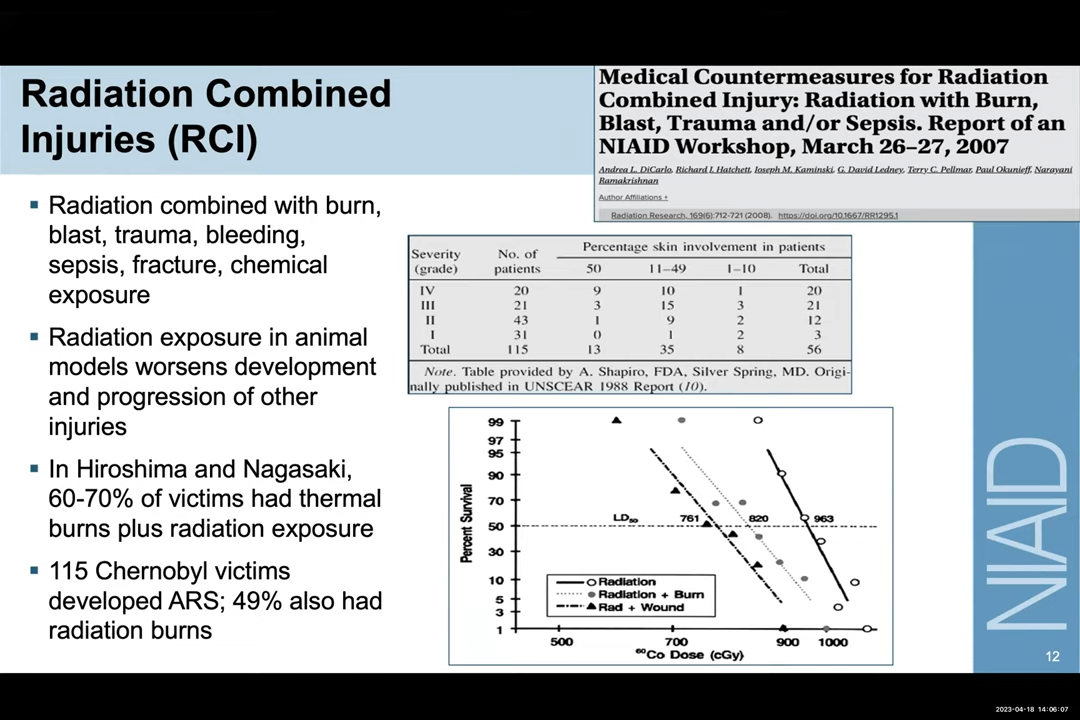 Radiation Combined
Injuries (RCI)
Medical Countermeasures for Radiation
Combined Injury: Radiation with Burn,
Blast, Trauma and/or Sepsis. Report of an
NIAID Workshop, March 26–27, 2007
Andrea L. DiCarlo, Richard J. Hatchett, Joseph M. Kaminski, G. David Ledney, Terry C. Pellmar, Paul Okunieff, Narayani
Ramakrishnan
Author Affiliations +
Radiation Research, 169(6):712-721 (2008). https://doi.org/10.1667/RR1295.1
▪ Radiation combined with burn,
blast, trauma, bleeding,
sepsis, fracture, chemical
exposure
▪ Radiation exposure in animal
models worsens development
and progression of other
injuries
▪ In Hiroshima and Nagasaki,
60-70% of victims had thermal
burns plus radiation exposure
▪ 115 Chernobyl victims
developed ARS; 49% also had
radiation burns
Percentage skin involvement in patients
Severity No. of
(grade) patients 50 11–49 1–10 Total
IV 20 9 10 1 20
III 21 3 15 3 21
II 43 1 9 2 12
I 31 0 1 2 3
Total 115 13 35 8 56
Note. Table provided by A. Shapiro, FDA, Silver Spring, MD. Origi-
nally published in UNSCEAR 1988 Report (10).
Percent Survival
99
97
95
90
70
50
30
10
5
3
1
LD50 761 820 963
Radiation
Radiation + Burn
Rad + Wound
500 700 900 1000
60Co Dose (cGy)
NIAID
12
2023-04-18 14:06:07